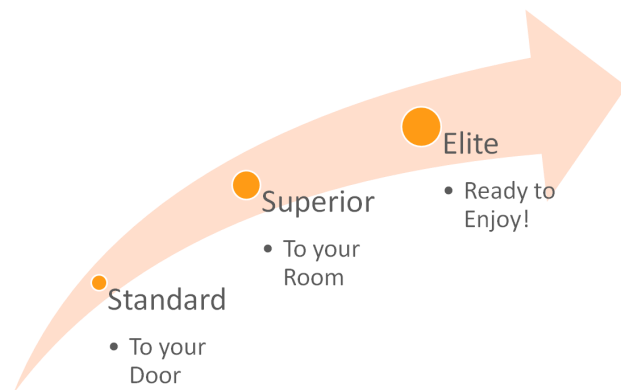 Elite
• Ready to
Enjoy!
Superior
• To your
Room
Standard
• To your
Door